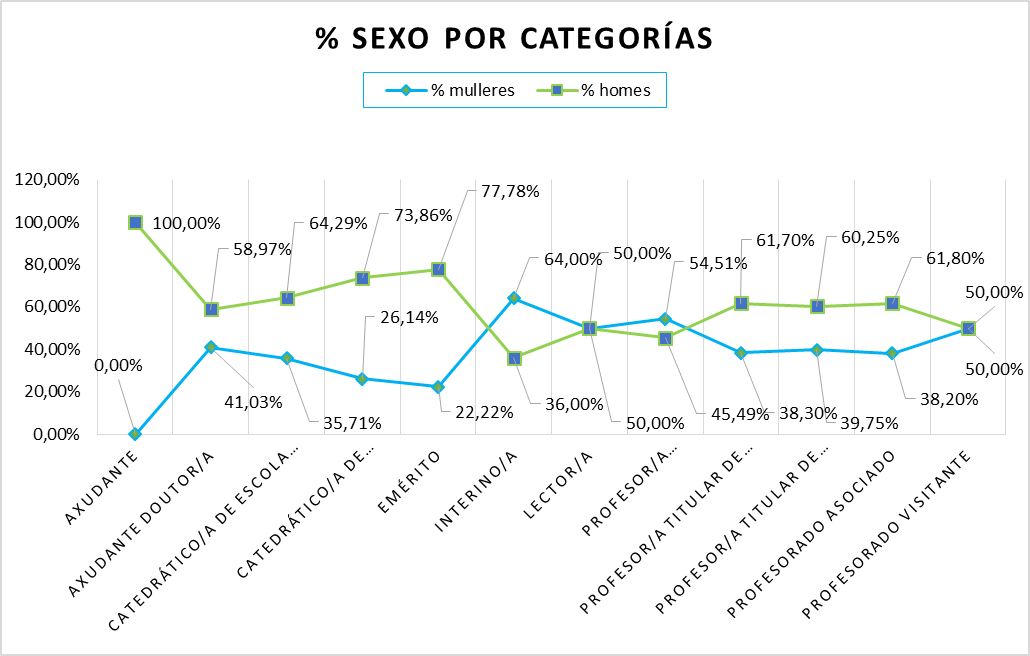 % SEXO POR CATEGORÍAS
% mulleres
% homes
120,00%
100,00%
80,00%
60,00%
40,00%
20,00%
0,00%
100,00%
58,97%
64,29%
73,86%
77,78%
36,00%
50,00%
45,49%
61,70%
60,25%
61,80%
50,00%
0,00%
41,03%
35,71%
26,14%
22,22%
64,00%
50,00%
54,51%
38,30%
39,75%
38,20%
50,00%
AXUDANTE
AXUDANTE DOUTOR/A
CATEDRÁTICO/A DE ESCOLA...
CATEDRÁTICO/A DE...
EMÉRITO
INTERINO/A
LECTOR/A
PROFESOR/A...
PROFESOR/A TITULAR DE...
PROFESOR/A TITULAR DE...
PROFESORADO ASOCIADO
PROFESORADO VISITANTE